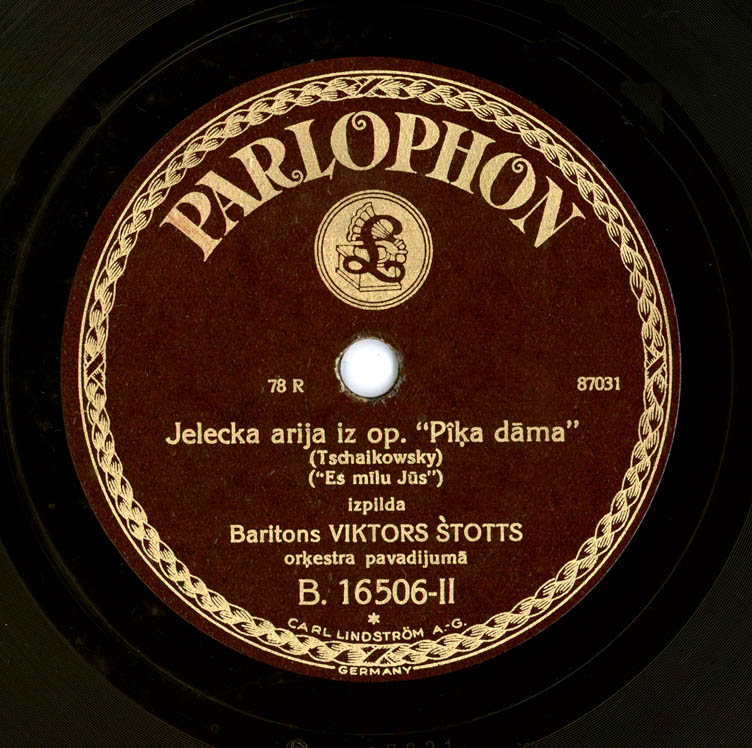 PARLOPHON
£
78 R 87031
Jelecka arija iz op. “Pîķa dāma”
(Tschaikowsky)
(“Es mīlu Jūs”)
izpilda
Baritons VIKTORS ŠTOTTS
orķestra pavadijumā
B. 16506-II
*
CARL LINDSTRÖM A.-G.
GERMANY